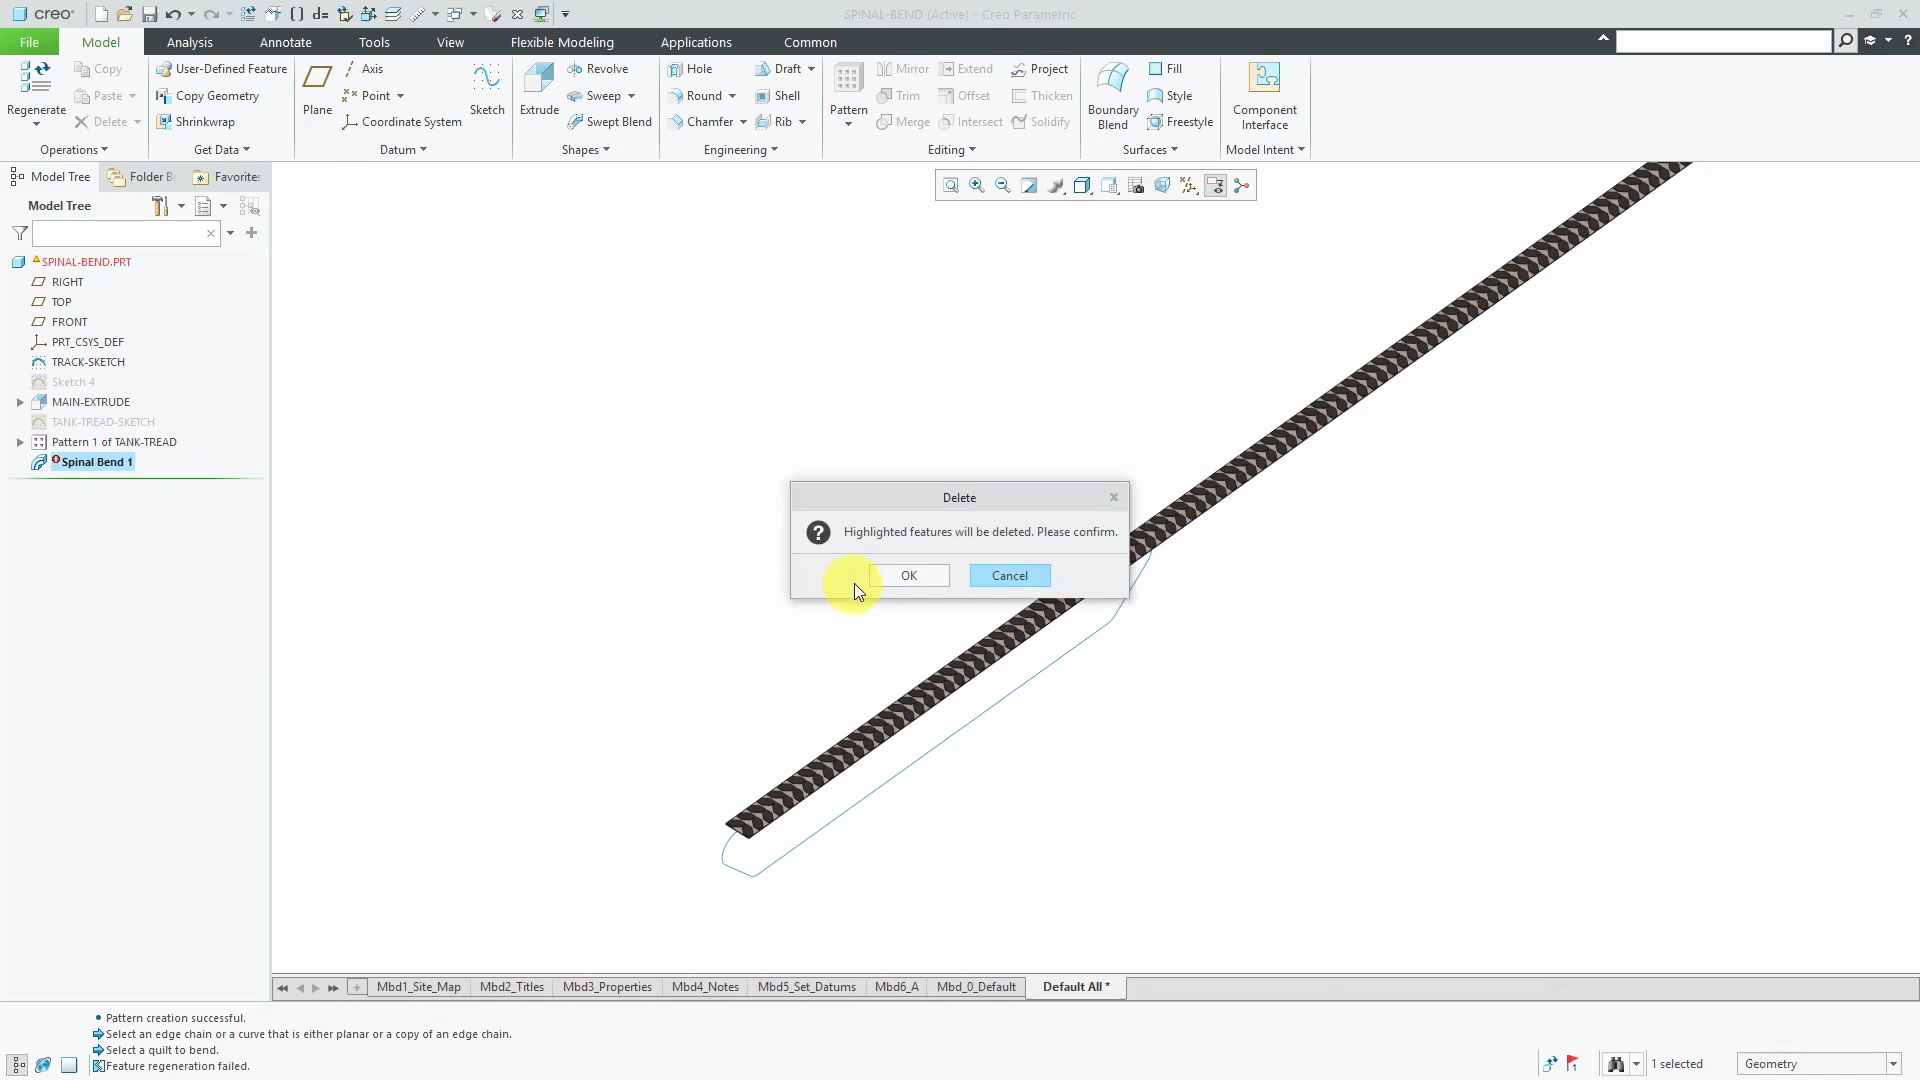 creo
d=
SPINAL-BEND (Active) - Creo Parametric
File
Model
Analysis
Annotate
Tools
View
Flexible Modeling
Applications
Common
?
Regenerate
Copy
Paste
Delete
Operations
User-Defined Feature
Copy Geometry
Shrinkwrap
Get Data
Plane
Axis
Point
Coordinate System
Sketch
Datum
Extrude
Revolve
Sweep
Swept Blend
Shapes
Hole
Round
Chamfer
Draft
Shell
Rib
Engineering
Pattern
Mirror
Trim
Merge
Extend
Offset
Intersect
Project
Thicken
Solidify
Editing
Boundary
Blend
Fill
Style
Freestyle
Surfaces
Component
Interface
Model Intent
Model Tree
Folder B
Favorites
Model Tree
SPINAL-BEND.PRT
RIGHT
TOP
FRONT
PRT_CSYS_DEF
TRACK-SKETCH
Sketch 4
MAIN-EXTRUDE
TANK-TREAD-SKETCH
Pattern 1 of TANK-TREAD
Spinal Bend 1
Delete
?
Highlighted features will be deleted. Please confirm.
OK
Cancel
Mbd1_Site_Map
Mbd2_Titles
Mbd3_Properties
Mbd4_Notes
Mbd5_Set_Datums
Mbd6_A
Mbd_0_Default
Default All *
Pattern creation successful.
Select an edge chain or a curve that is either planar or a copy of an edge chain.
Select a quilt to bend.
Feature regeneration failed.
1
1 selected
Geometry